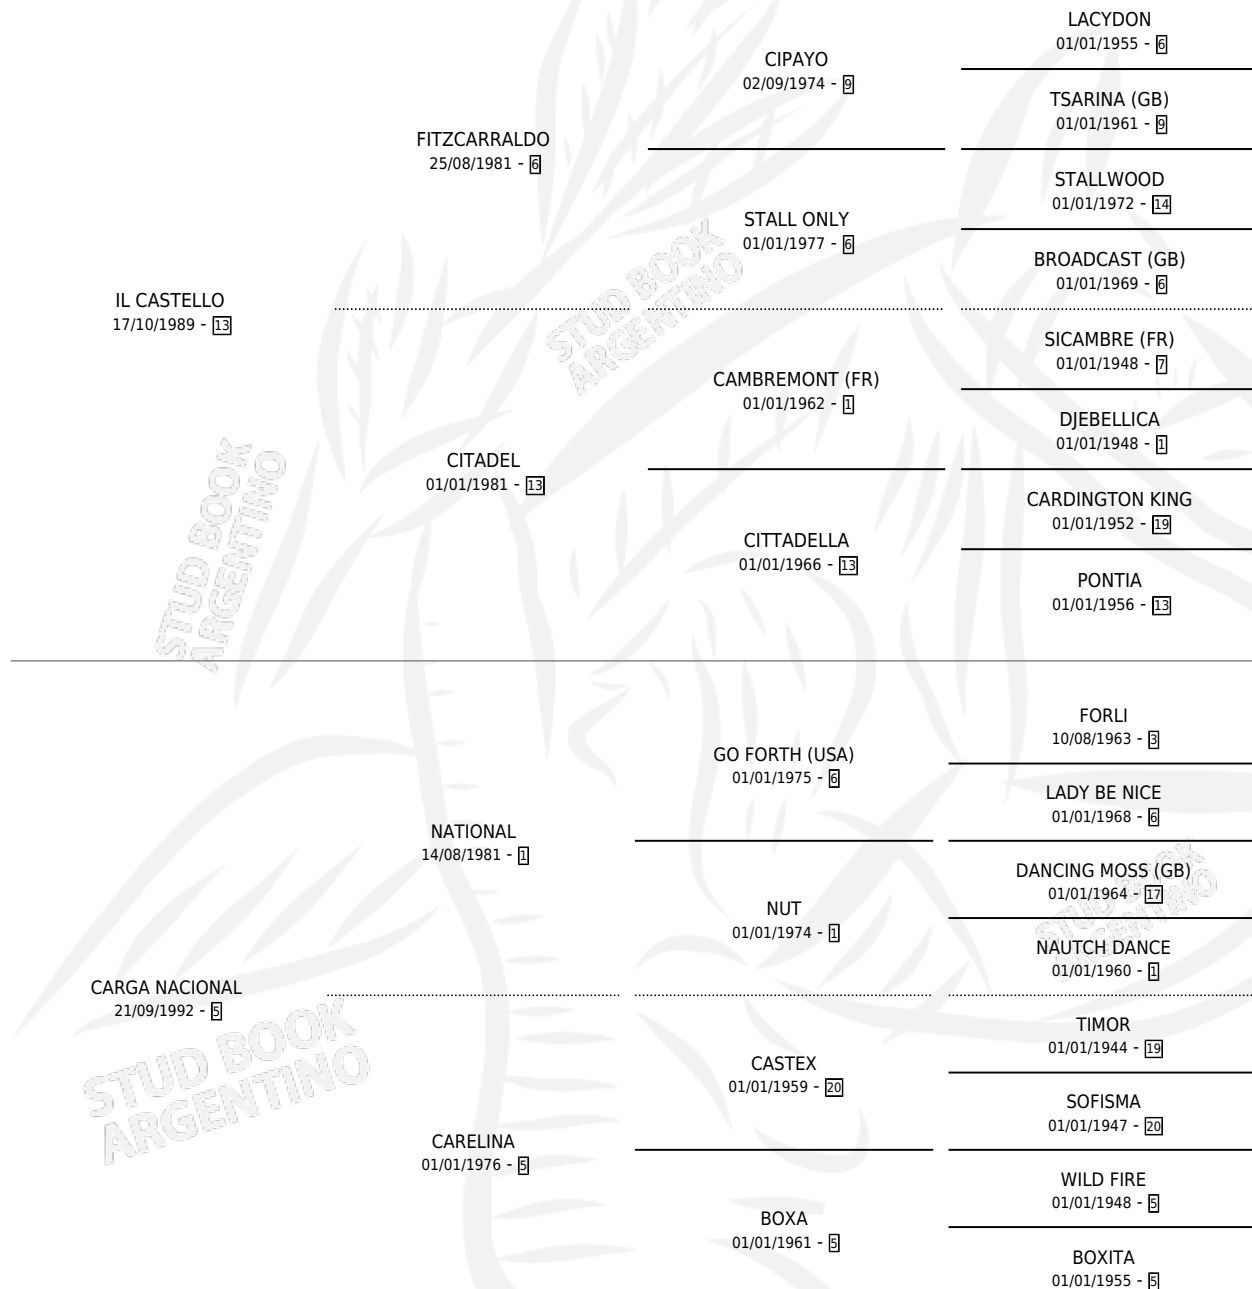 LACYDON
01/01/1955 - 6
CIPAYO
02/09/1974 - 9
TSARINA (GB)
01/01/1961 - 9
FITZCARRALDO
25/08/1981 - 6
STALLWOOD
01/01/1972 - 14
STALL ONLY
01/01/1977 - 6
BROADCAST (GB)
01/01/1969 - 6
IL CASTELLO
17/10/1989 - 13
STUD BOOK
ARGENTINO
SICAMBRE (FR)
01/01/1948 - 7
CAMBREMONT (FR)
01/01/1962 - 1
DJEBELLICA
01/01/1948 - 1
CITADEL
01/01/1981 - 13
CARDINGTON KING
01/01/1952 - 19
CITTADELLA
01/01/1966 - 13
PONTIA
01/01/1956 - 13
STUD BOOK
ARGENTINO
FORLI
10/08/1963 - 3
GO FORTH (USA)
01/01/1975 - 6
LADY BE NICE
01/01/1968 - 6
NATIONAL
14/08/1981 - 1
DANCING MOSS (GB)
01/01/1964 - 17
NUT
01/01/1974 - 1
NAUTCH DANCE
01/01/1960 - 1
STUD BOOK
ARGENTINO
CARGA NACIONAL
21/09/1992 - 5
TIMOR
01/01/1944 - 19
CASTEX
01/01/1959 - 20
SOFISMA
01/01/1947 - 20
STUD BOOK
ARGENTINO
CARELINA
01/01/1976 - 5
WILD FIRE
01/01/1948 - 5
BOXA
01/01/1961 - 5
BOXITA
01/01/1955 - 5